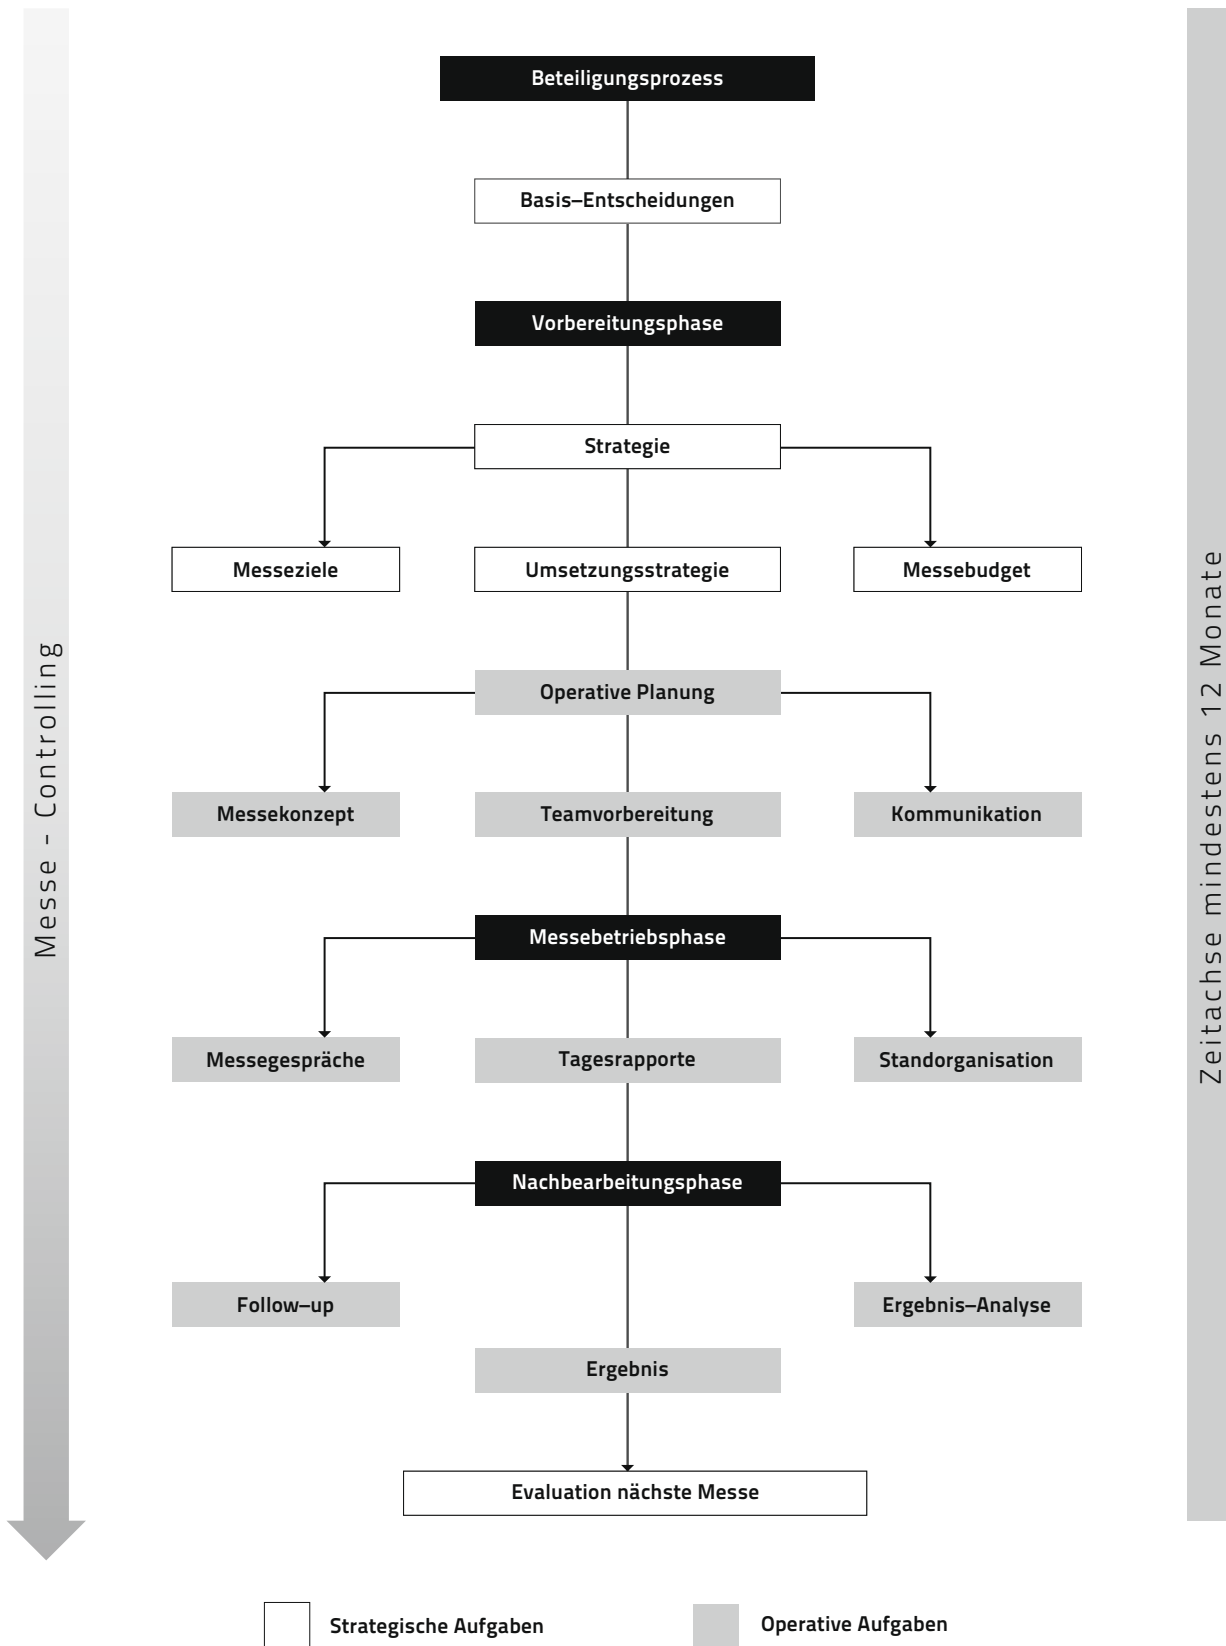 Beteiligungsprozess
Basis–Entscheidungen
Vorbereitungsphase
Strategie
Messeziele
Umsetzungsstrategie
Messebudget
Operative Planung
Messekonzept
Teamvorbereitung
Kommunikation
Messebetriebsphase
Messegespräche
Tagesrapporte
Standorganisation
Nachbearbeitungsphase
Follow–up
Ergebnis–Analyse
Ergebnis
Evaluation nächste Messe
Messe - Controlling
Zeitachse mindestens 12 Monate
Strategische Aufgaben
Operative Aufgaben